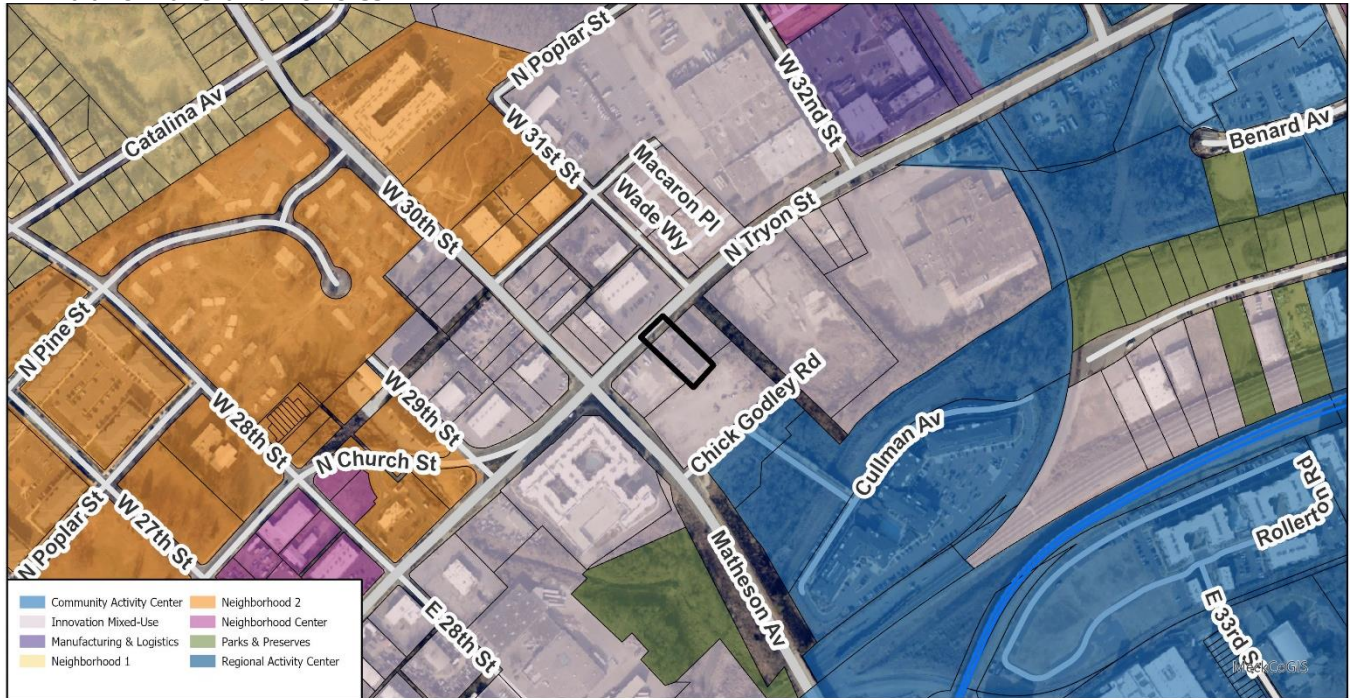 N Poplar St
W 32nd St
Catalina Av
Benard Av
W 31st St
Macaron Pl
Wade Wy
W 30th St
N Tryon St
N Pine St
W 29th St
Chick Godley Rd
W 28th St
Cullman Av
N Church St
Rollerton Rd
N Poplar St
W 27th St
Matheson Av
E 28th St
E 33rd St
MeckCoGIS
Community Activity Center
Innovation Mixed-Use
Manufacturing & Logistics
Neighborhood 1
Neighborhood 2
Neighborhood Center
Parks & Preserves
Regional Activity Center